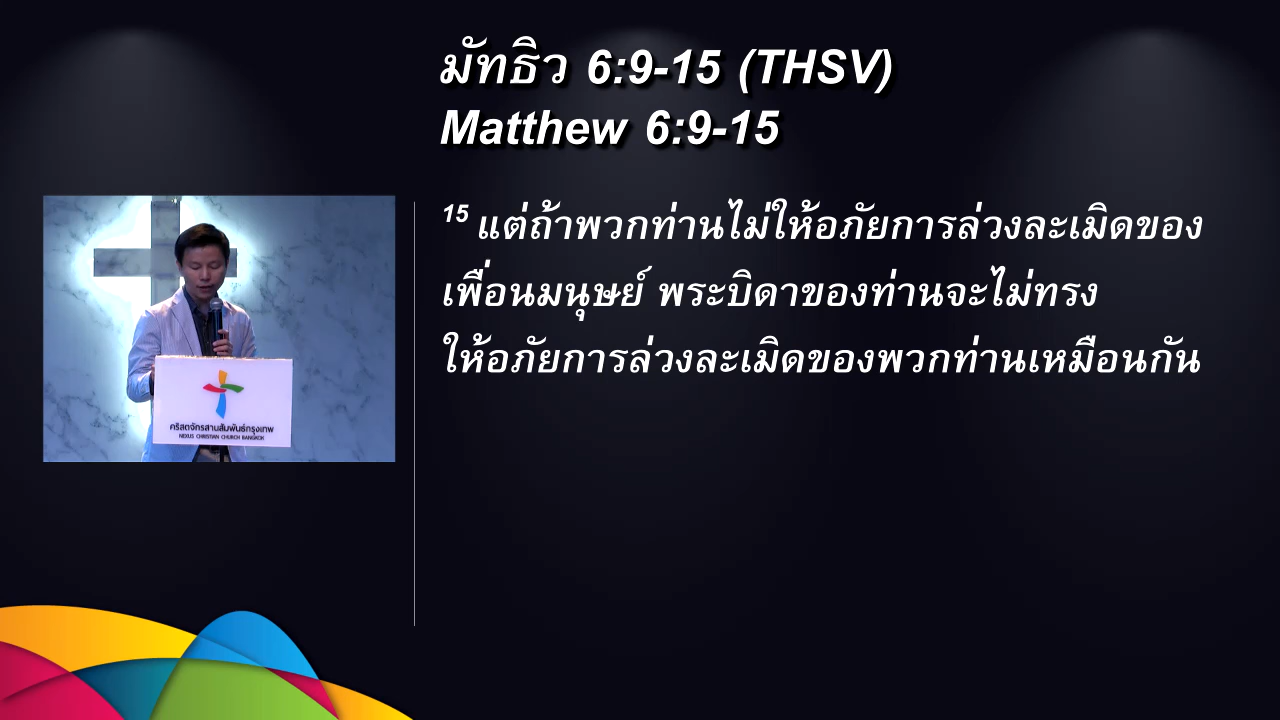 มัทธิว 6:9-15 (THSV)
Matthew 6:9-15
15 แต่ถ้าพวกท่านไม่ให้อภัยการล่วงละเมิดของ
เพื่อนมนุษย์ พระบิดาของท่านจะไม่ทรง
ให้อภัยการล่วงละเมิดของพวกท่านเหมือนกัน
คริสตจักรสานสัมพันธ์กรุงเทพ
NEXUS CHRISTIAN CHURCH BANGKOK